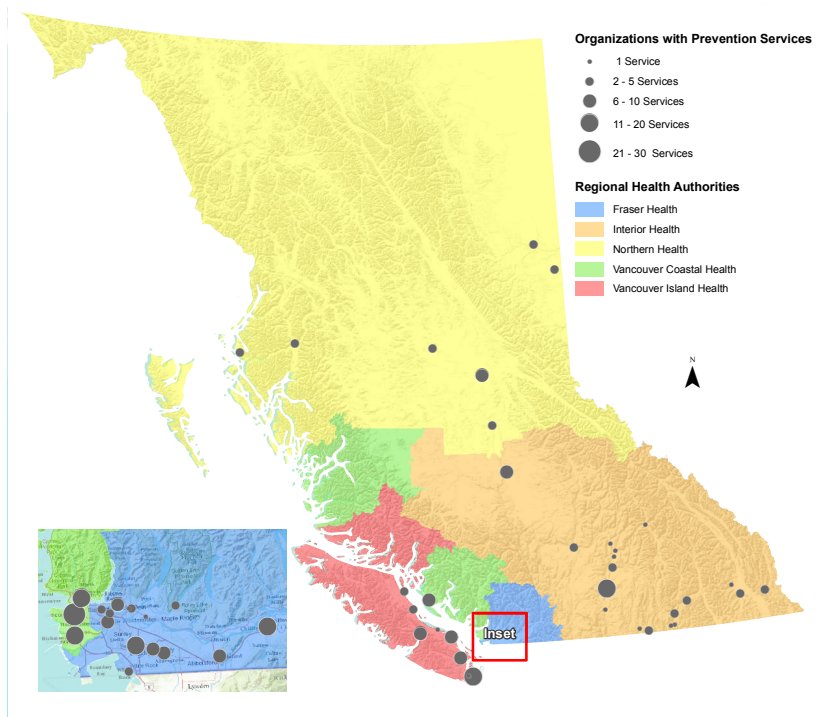 Organizations with Prevention Services
1 Service
2 - 5 Services
6 - 10 Services
11 - 20 Services
21 - 30 Services
Regional Health Authorities
Fraser Health
Interior Health
Northern Health
Vancouver Coastal Health
Vancouver Island Health
N
Inset
Maple Ridge
Surrey
Lynden